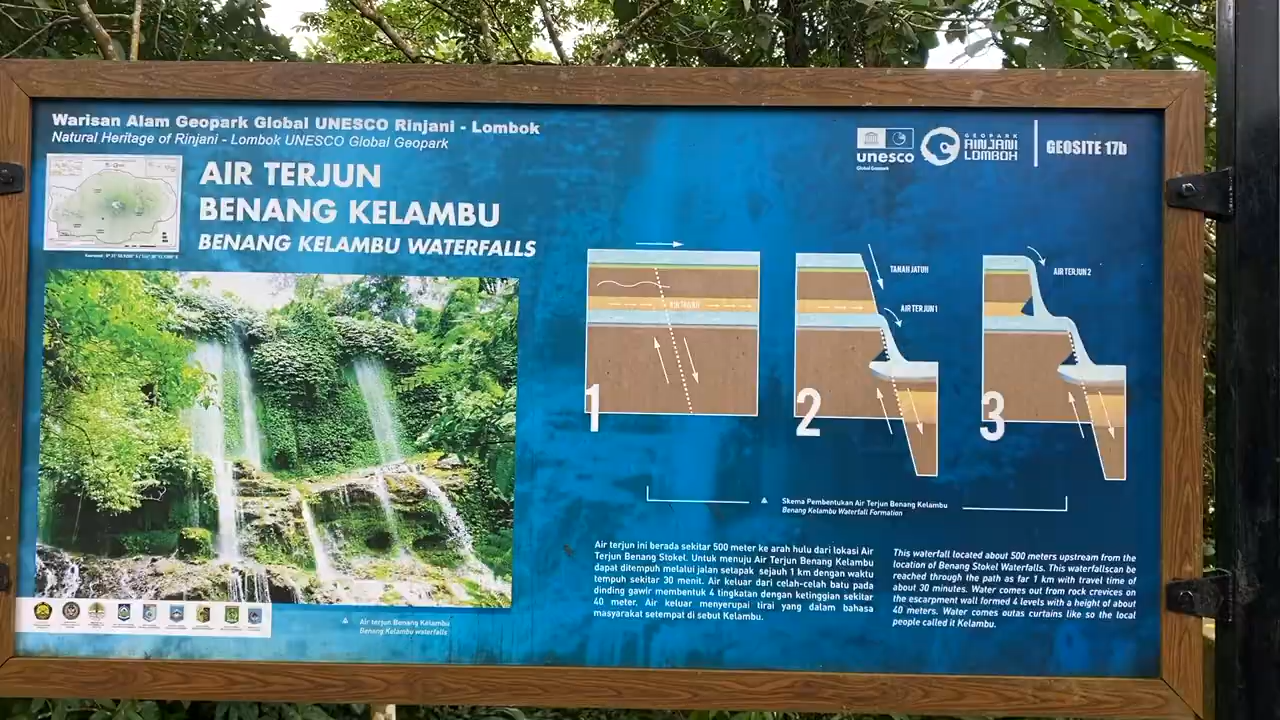 Warisan Alam Geopark Global UNESCO Rinjani - Lombok
Natural Heritage of Rinjani - Lombok UNESCO Global Geopark
unesco
Global Geopark
GEOPARK
RINJANI
LOMBOK
GEOSITE 17b
AIR TERJUN
BENANG KELAMBU
BENANG KELAMBU WATERFALLS
TANAH JATUH
AIR TERJUN 1
AIR TERJUN 2
1
2
3
Skema Pembentukan Air Terjun Benang Kelambu
Benang Kelambu Waterfall Formation
Air terjun ini berada sekitar 500 meter ke arah hulu dari lokasi Air
Terjun Benang Stokel. Untuk menuju Air Terjun Benang Kelambu
dapat ditempuh melalui jalan setapak sejauh 1 km dengan waktu
tempuh sekitar 30 menit. Air keluar dari celah-celah batu pada
dinding gawir membentuk 4 tingkatan dengan ketinggian sekitar
40 meter. Air keluar menyerupai tirai yang dalam bahasa
masyarakat setempat di sebut Kelambu.
This waterfall located about 500 meters upstream from the
location of Benang Stokel Waterfalls. This waterfallscan be
reached through the path as far 1 km with travel time of
about 30 minutes. Water comes out from rock crevices on
the escarpment wall formed 4 levels with a height of about
40 meters. Water comes outas curtains like so the local
people called it Kelambu.
Air terjun Benang Kelambu
Benang Kelambu waterfalls